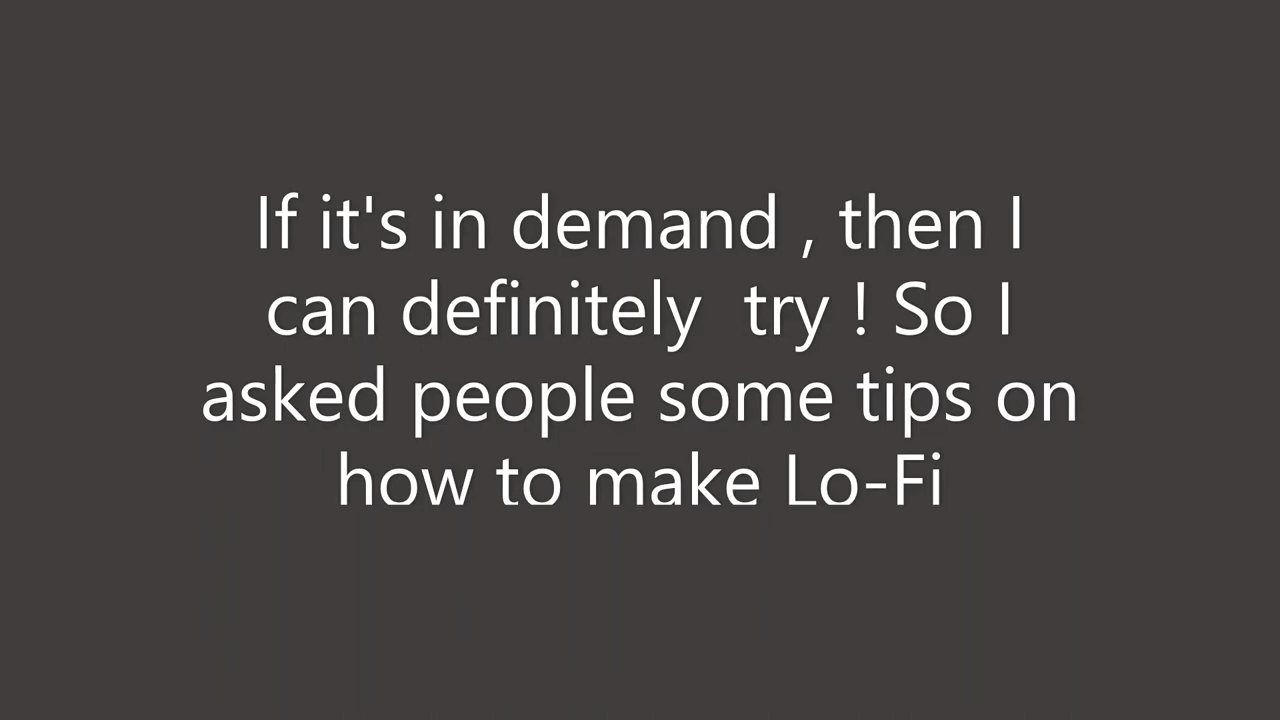 If it's in demand , then I
can definitely  try ! So I
asked people some tips on
how to make Lo-Fi